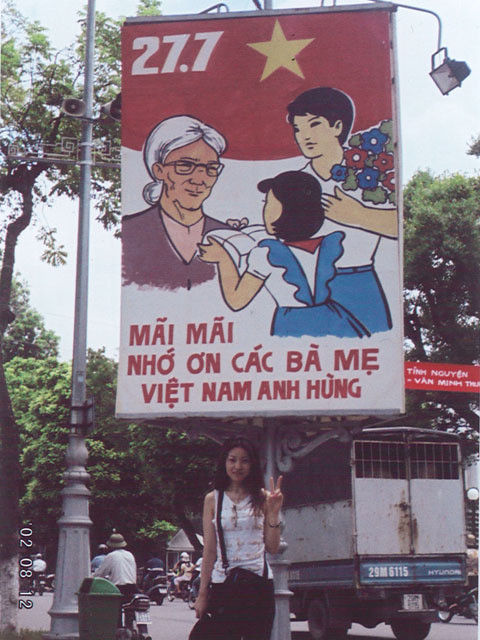 27.7
MÃI MÃI
NHỚ ƠN CÁC BÀ MẸ
VIỆT NAM ANH HÙNG
TÌNH NGUYỆN
- VĂN MINH THƯ
29M 6115 HYUNDAI
'02 08 12